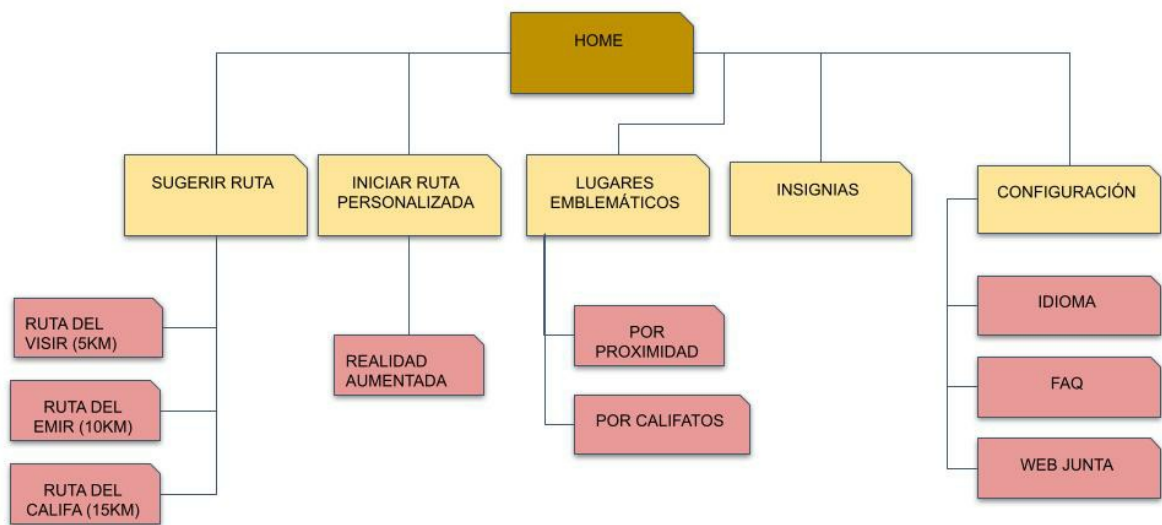 HOME
SUGERIR RUTA
INICIAR RUTA
PERSONALIZADA
LUGARES
EMBLEMÁTICOS
INSIGNIAS
CONFIGURACIÓN
RUTA DEL
VISIR (5KM)
RUTA DEL
EMIR (10KM)
RUTA DEL
CALIFA (15KM)
REALIDAD
AUMENTADA
POR
PROXIMIDAD
POR CALIFATOS
IDIOMA
FAQ
WEB JUNTA